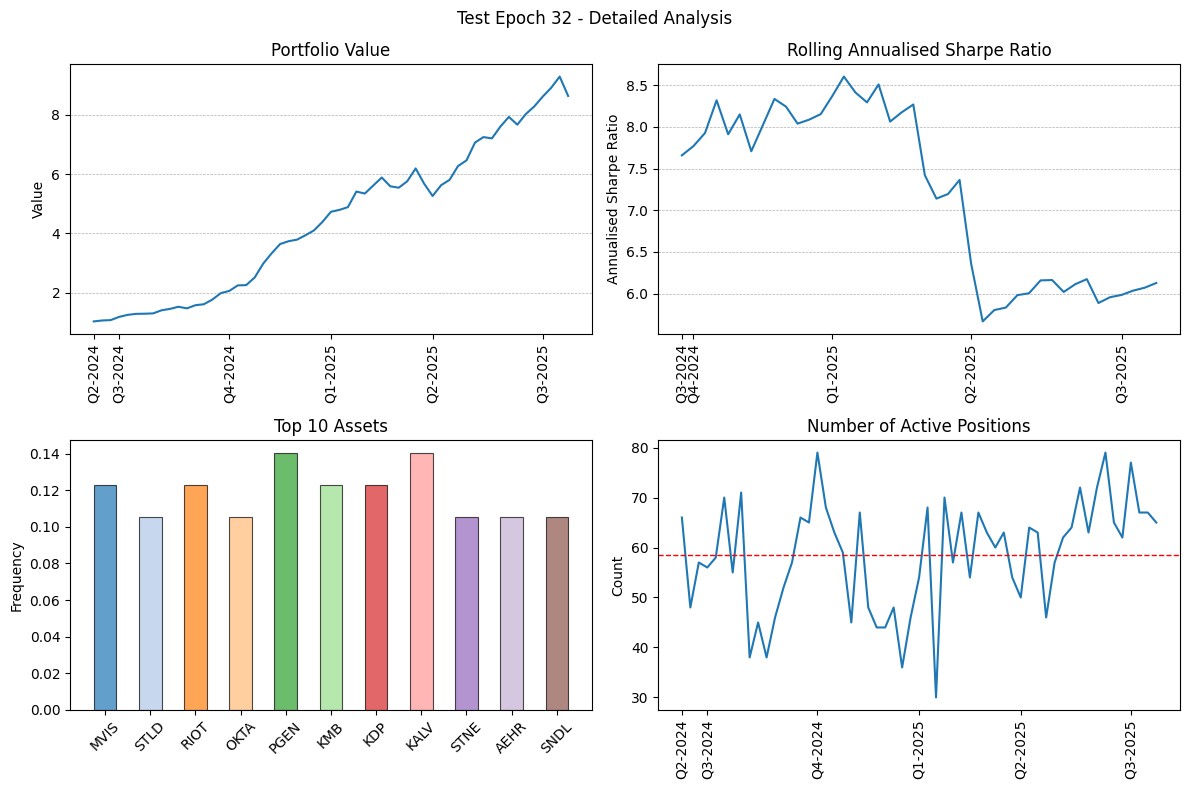 Test Epoch 32 - Detailed Analysis
Portfolio Value
Value
8
6
4
2
Q2-2024
Q3-2024
Q4-2024
Q1-2025
Q2-2025
Q3-2025
Rolling Annualised Sharpe Ratio
Annualised Sharpe Ratio
8.5
8.0
7.5
7.0
6.5
6.0
Q3-2024
Q4-2024
Q1-2025
Q2-2025
Q3-2025
Top 10 Assets
Frequency
0.14
0.12
0.10
0.08
0.06
0.04
0.02
0.00
MVIS
STLD
RIOT
OKTA
PGEN
KMB
KDP
KALV
STNE
AEHR
SNDL
Number of Active Positions
Count
80
70
60
50
40
30
Q2-2024
Q3-2024
Q4-2024
Q1-2025
Q2-2025
Q3-2025